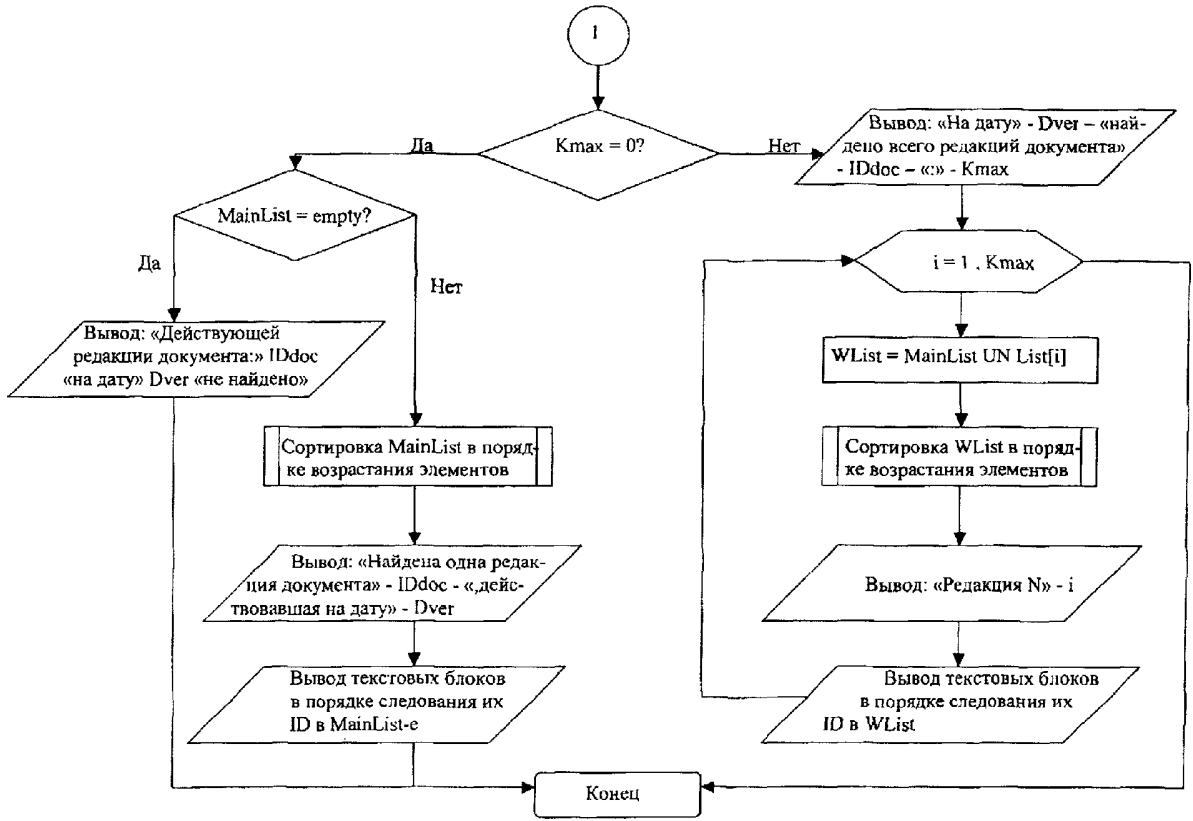 1
Kmax = 0?
Да
Нет
Вывод: «На дату» - Dver – «най-
дено всего редакций документа»
- IDdoc – «:» - Kmax
MainList = empty?
Да
Нет
i = 1 , Kmax
Вывод: «Действующей
редакции документа:» IDdoc
«на дату» Dver «не найдено»
WList = MainList UN List[i]
Сортировка MainList в поряд-
ке возрастания элементов
Сортировка WList в поряд-
ке возрастания элементов
Вывод: «Найдена одна редак-
ция документа» - IDdoc - «,дейс-
твовавшая на дату» - Dver
Вывод: «Редакция N» - i
Вывод текстовых блоков
в порядке следования их
ID в MainList-е
Вывод текстовых блоков
в порядке следования их
ID в WList
Конец